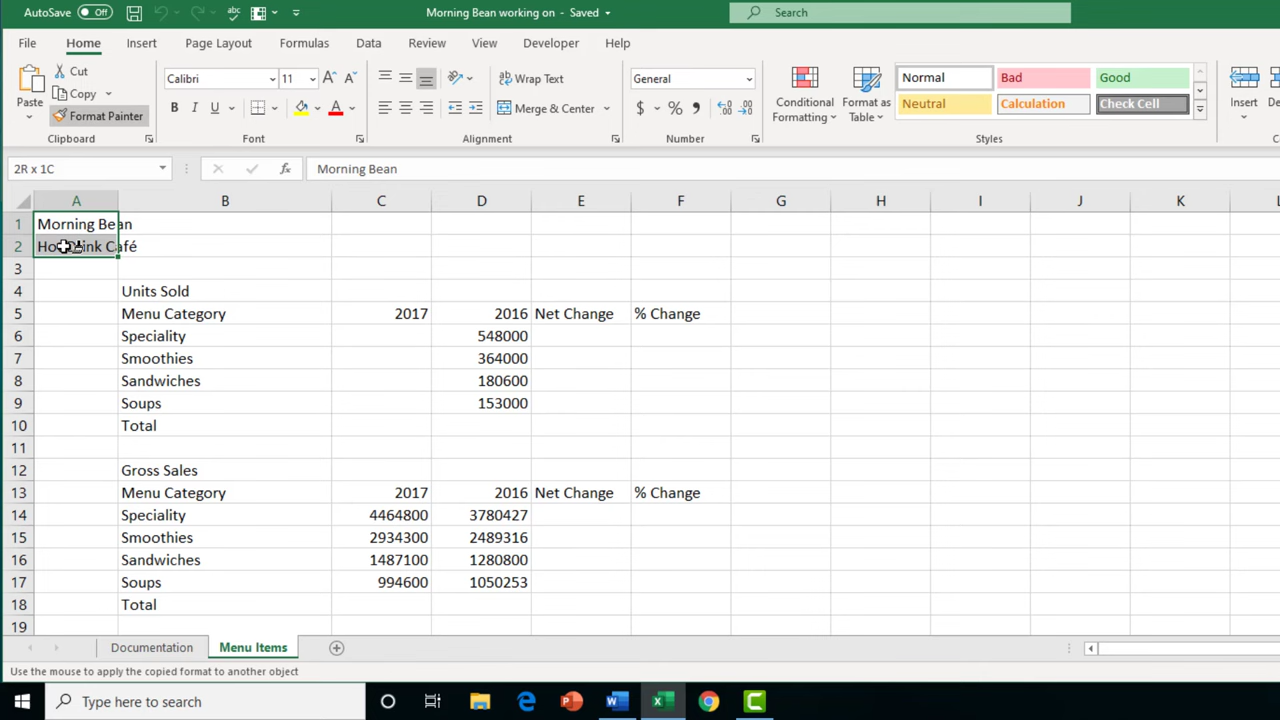 AutoSave Off abc Morning Bean working on - Saved Search
File Home Insert Page Layout Formulas Data Review View Developer Help
Paste Cut Copy Format Painter
Calibri 11 A A B I U A
ab Wrap Text Merge & Center
General $ % 9
Conditional Formatting Format as Table
Normal Bad Good
Neutral Calculation Check Cell
Insert
Clipboard Font Alignment Number Styles
2R x 1C fx Morning Bean
A B C D E F G H I J K L
1 Morning Bean
2 Hot Drink Café
3
4 Units Sold
5 Menu Category 2017 2016 Net Change % Change
6 Speciality 548000
7 Smoothies 364000
8 Sandwiches 180600
9 Soups 153000
10 Total
11
12 Gross Sales
13 Menu Category 2017 2016 Net Change % Change
14 Speciality 4464800 3780427
15 Smoothies 2934300 2489316
16 Sandwiches 1487100 1280800
17 Soups 994600 1050253
18 Total
19
Documentation Menu Items
Use the mouse to apply the copied format to another object
Type here to search